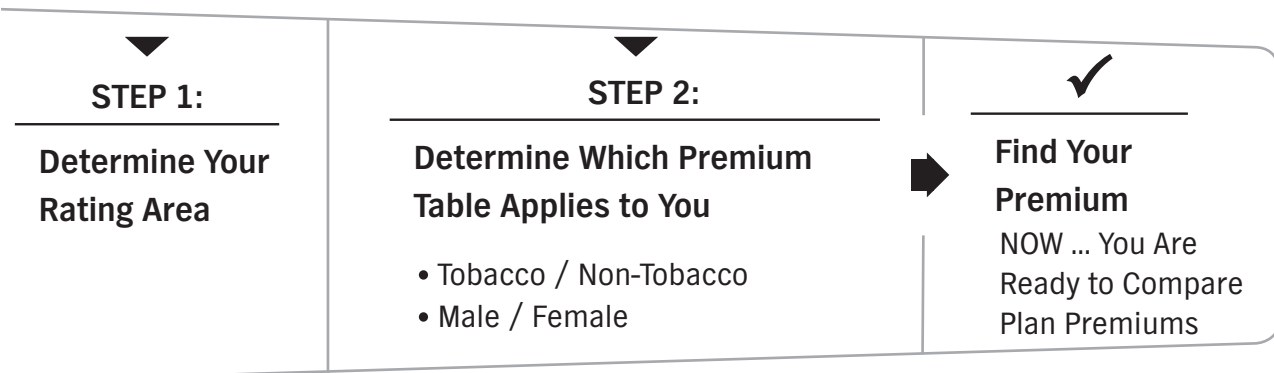 STEP 1:
Determine Your
Rating Area
STEP 2:
Determine Which Premium
Table Applies to You
• Tobacco / Non-Tobacco
• Male / Female
Find Your
Premium
NOW ... You Are
Ready to Compare
Plan Premiums